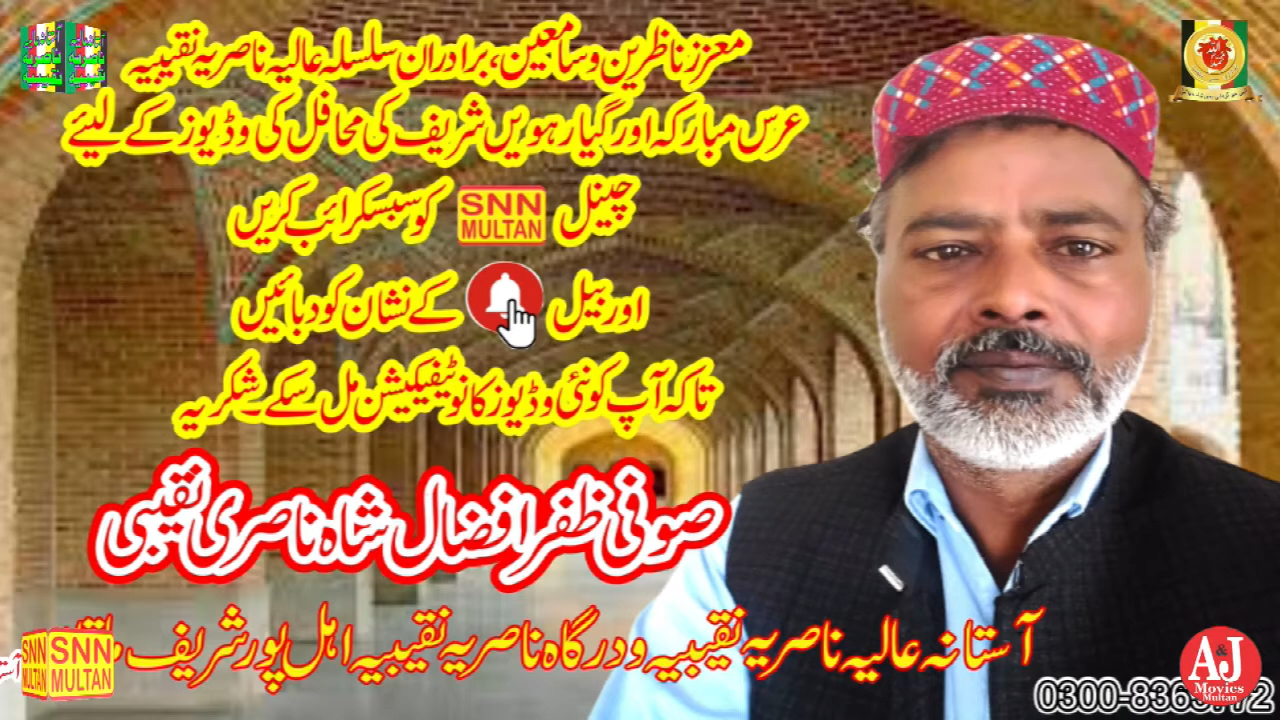 معزز ناظرین و سامعین، برادران سلسلہ عالیہ ناصریہ نقیبیہ
عرس مبارکہ اور گیارہویں شریف کی محافل کی وڈیوز کے لیئے
چینل SNN MULTAN کو سبسکرائب کریں
اور بیل کے نشان کو دبائیں
تاکہ آپ کو نئی وڈیوز کا نوٹیفیکیشن مل سکے۔ شکریہ
صوفی ظفر افضال شاہ ناصری نقیبی
آستانہ عالیہ ناصریہ نقیبیہ و درگاہ ناصریہ نقیبیہ اہل پور شریف
SNN MULTAN
SNN MULTAN
A&J
Movies
Multan